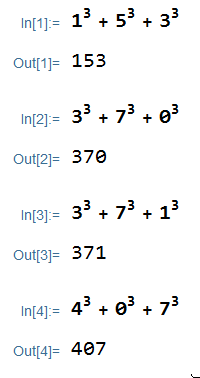 In[1]:= 1³ + 5³ + 3³
Out[1]= 153
In[2]:= 3³ + 7³ + 0³
Out[2]= 370
In[3]:= 3³ + 7³ + 1³
Out[3]= 371
In[4]:= 4³ + 0³ + 7³
Out[4]= 407